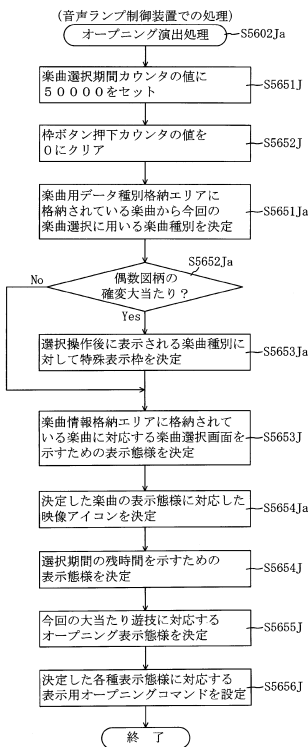 (音声ランプ制御装置での処理)
オープニング演出処理
S5602Ja
楽曲選択期間カウンタの値に
50000をセット
S5651J
枠ボタン押下カウンタの値を
0にクリア
S5652J
楽曲用データ種別格納エリアに
格納されている楽曲から今回の
楽曲選択に用いる楽曲種別を決定
S5651Ja
S5652Ja
偶数図柄の
確変大当たり?
No
Yes
選択操作後に表示される楽曲種別に
対して特殊表示枠を決定
S5653Ja
楽曲情報格納エリアに格納されて
いる楽曲に対応する楽曲選択画面を
示すための表示態様を決定
S5653J
決定した楽曲の表示態様に対応した
映像アイコンを決定
S5654Ja
選択期間の残時間を示すための
表示態様を決定
S5654J
今回の大当たり遊技に対応する
オープニング表示態様を決定
S5655J
決定した各種表示態様に対応する
表示用オープニングコマンドを設定
S5656J
終 了